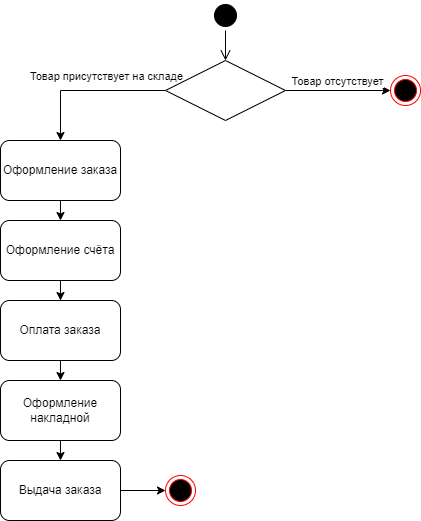 Товар присутствует на складе
Товар отсутствует
Оформление заказа
Оформление счёта
Оплата заказа
Оформление
накладной
Выдача заказа